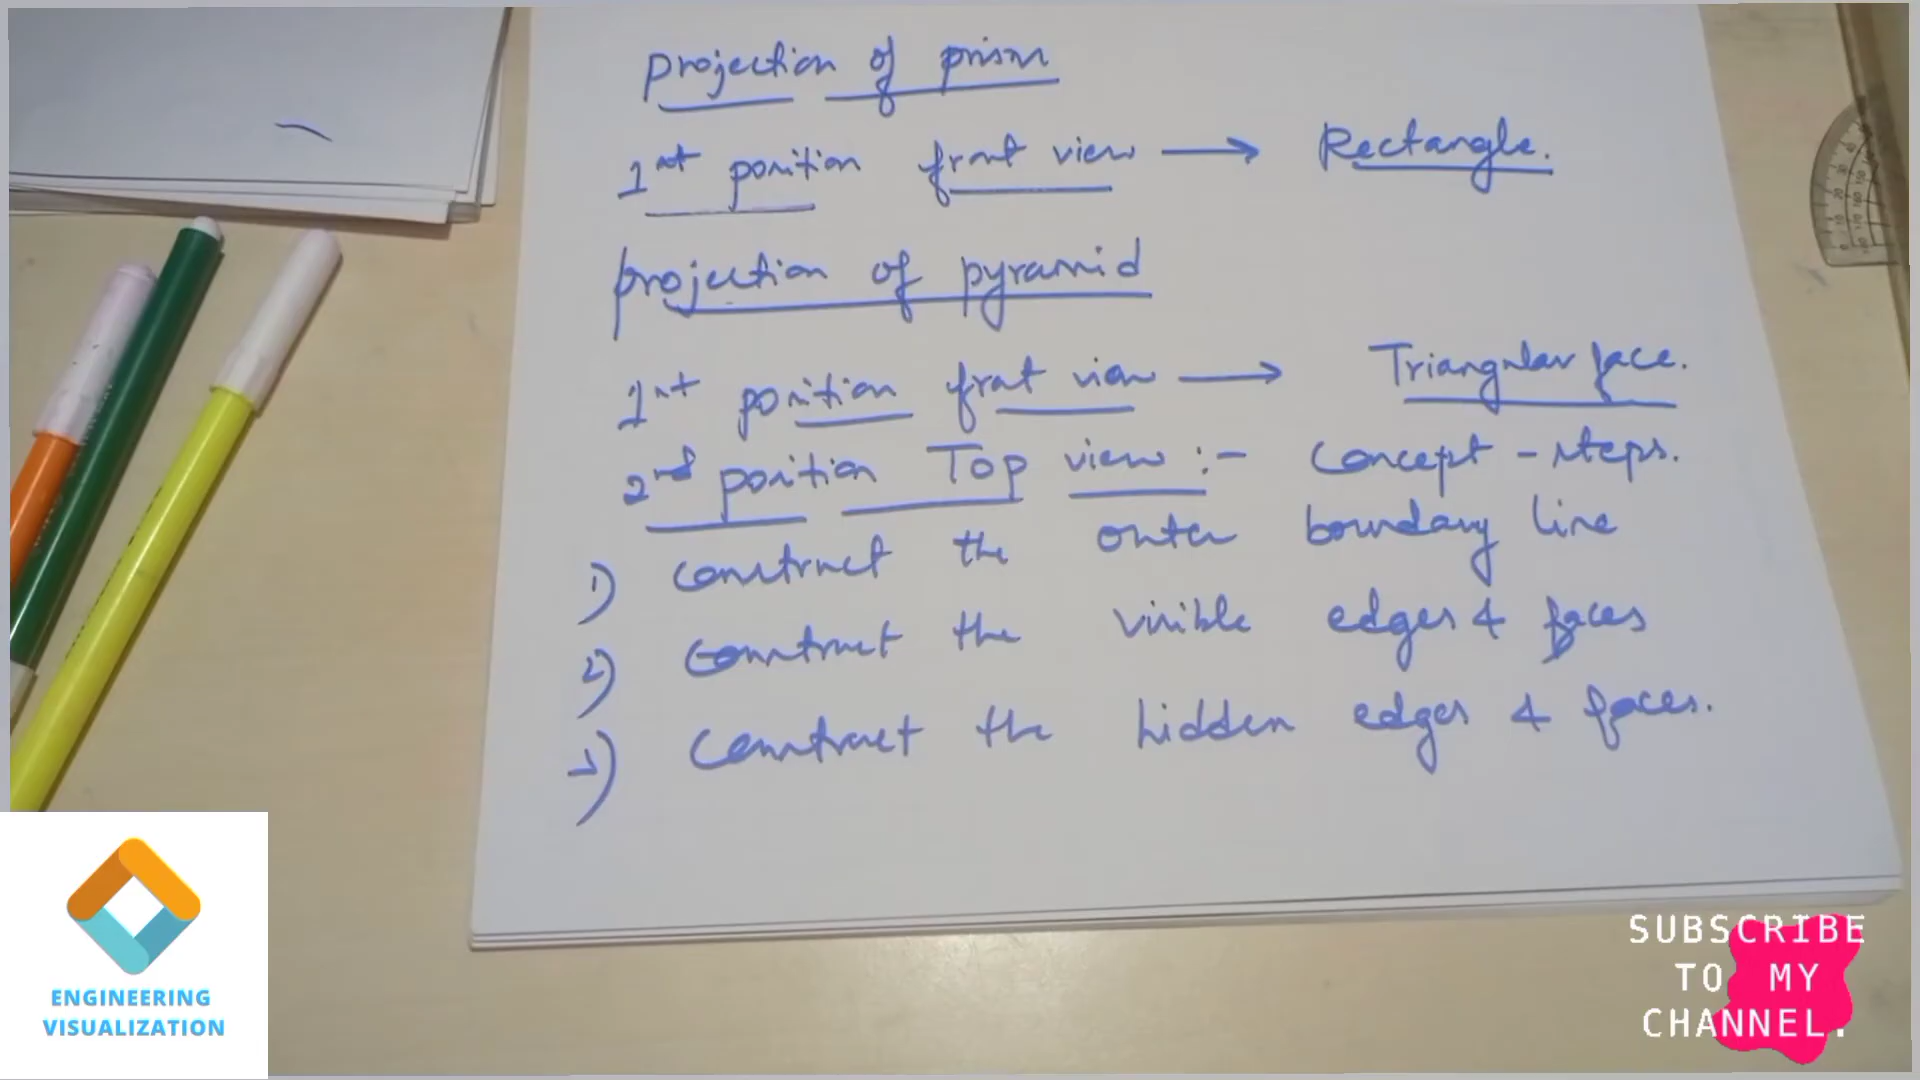 Projection of prism
1st position front view → Rectangle.
projection of pyramid
1st position front view → Triangular face.
2nd position Top view :- Concept - steps.
1) Construct the outer boundary line
2) Construct the visible edges & faces
3) Construct the hidden edges & faces.
ENGINEERING
VISUALIZATION
SUBSCRIBE
TO MY
CHANNEL.